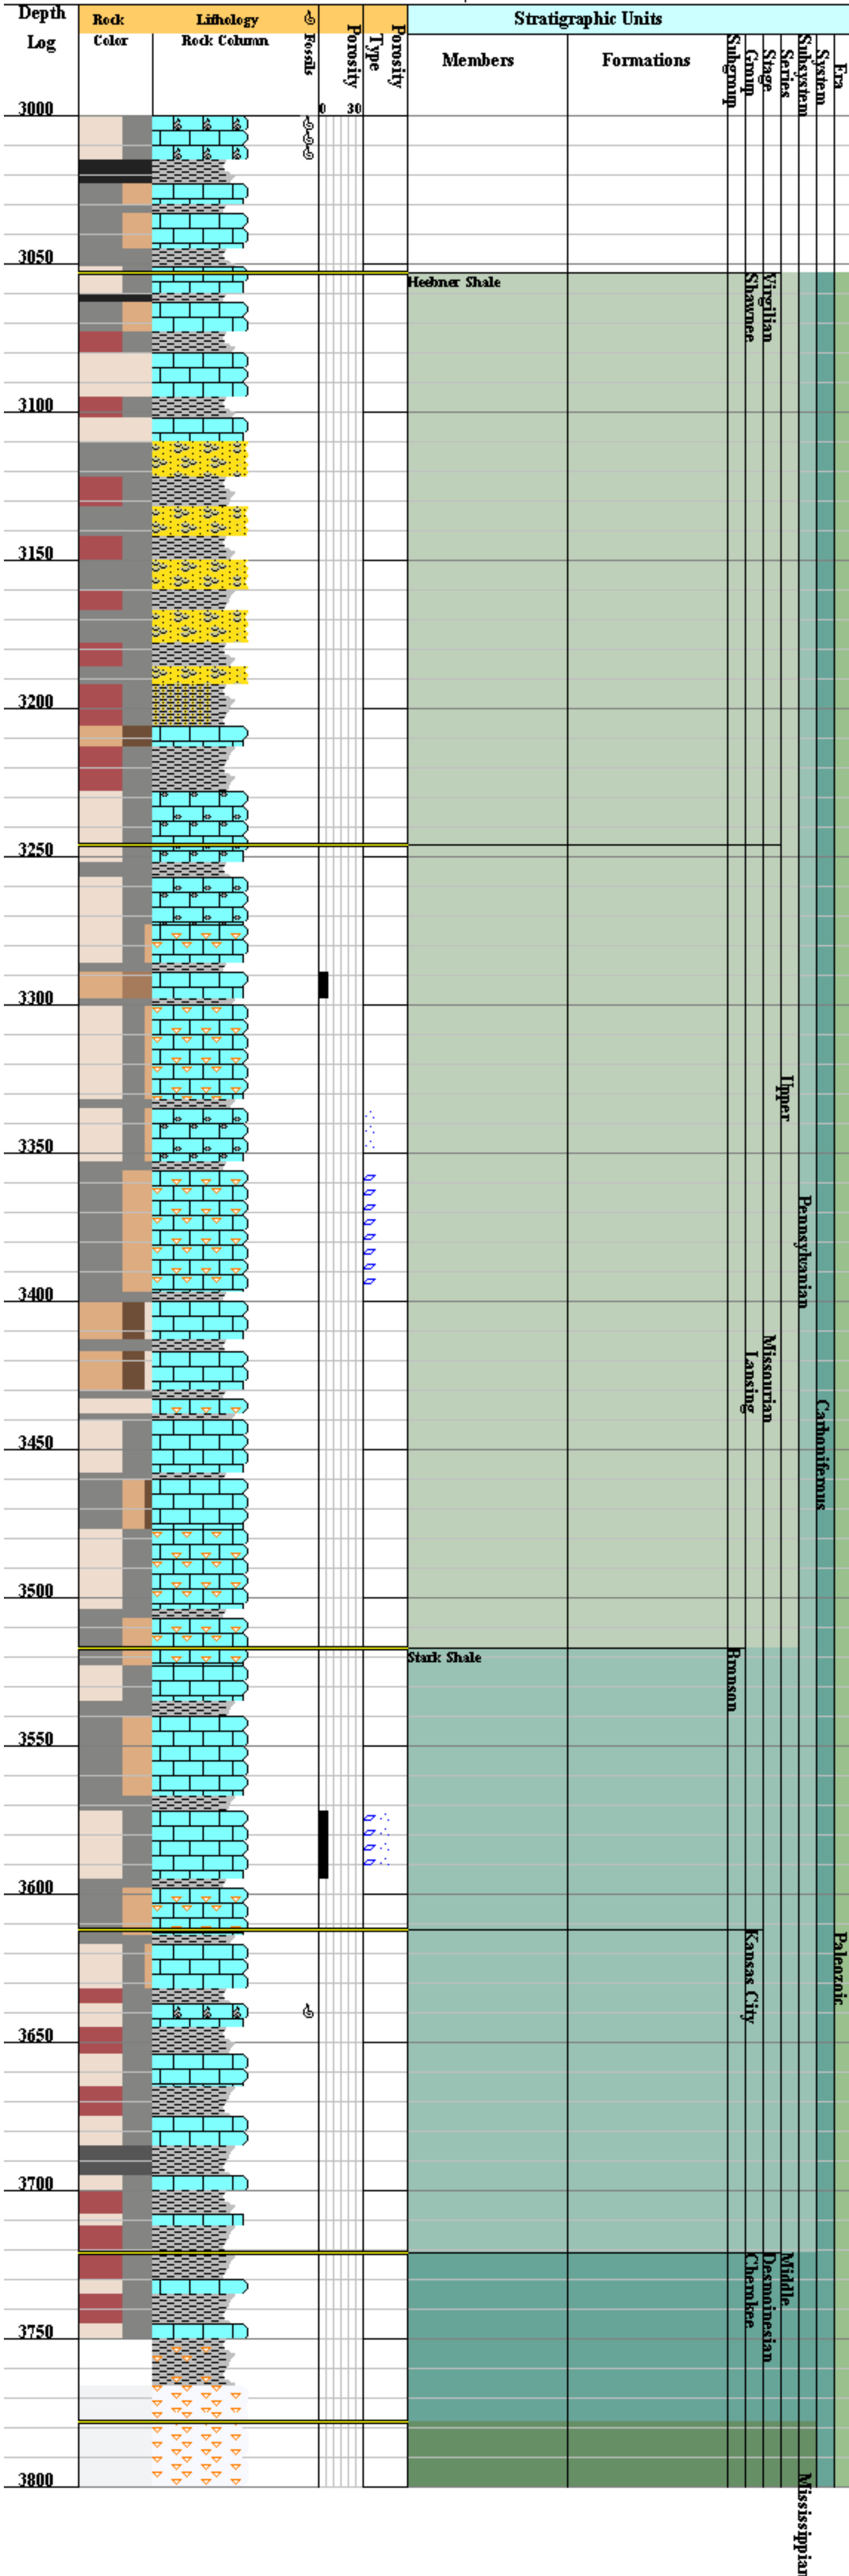 Depth
Log
Rock
Color
Lithology
Rock Column
Fossils
Porosity
0 30
Porosity
Type
Stratigraphic Units
Members
Formations
Subgroup
Group
Stage
Series
Subsystem
System
Era
3000
3050
Heebner Shale
Shawnee
Virgilian
3100
3150
3200
3250
3300
Upper
3350
Pennsylvanian
3400
Lansing
Missourian
Carboniferous
3450
3500
Stark Shale
Bronson
3550
3600
Kansas City
Paleozoic
3650
3700
Cherokee
Desmoinesian
Middle
3750
3800
Mississippian